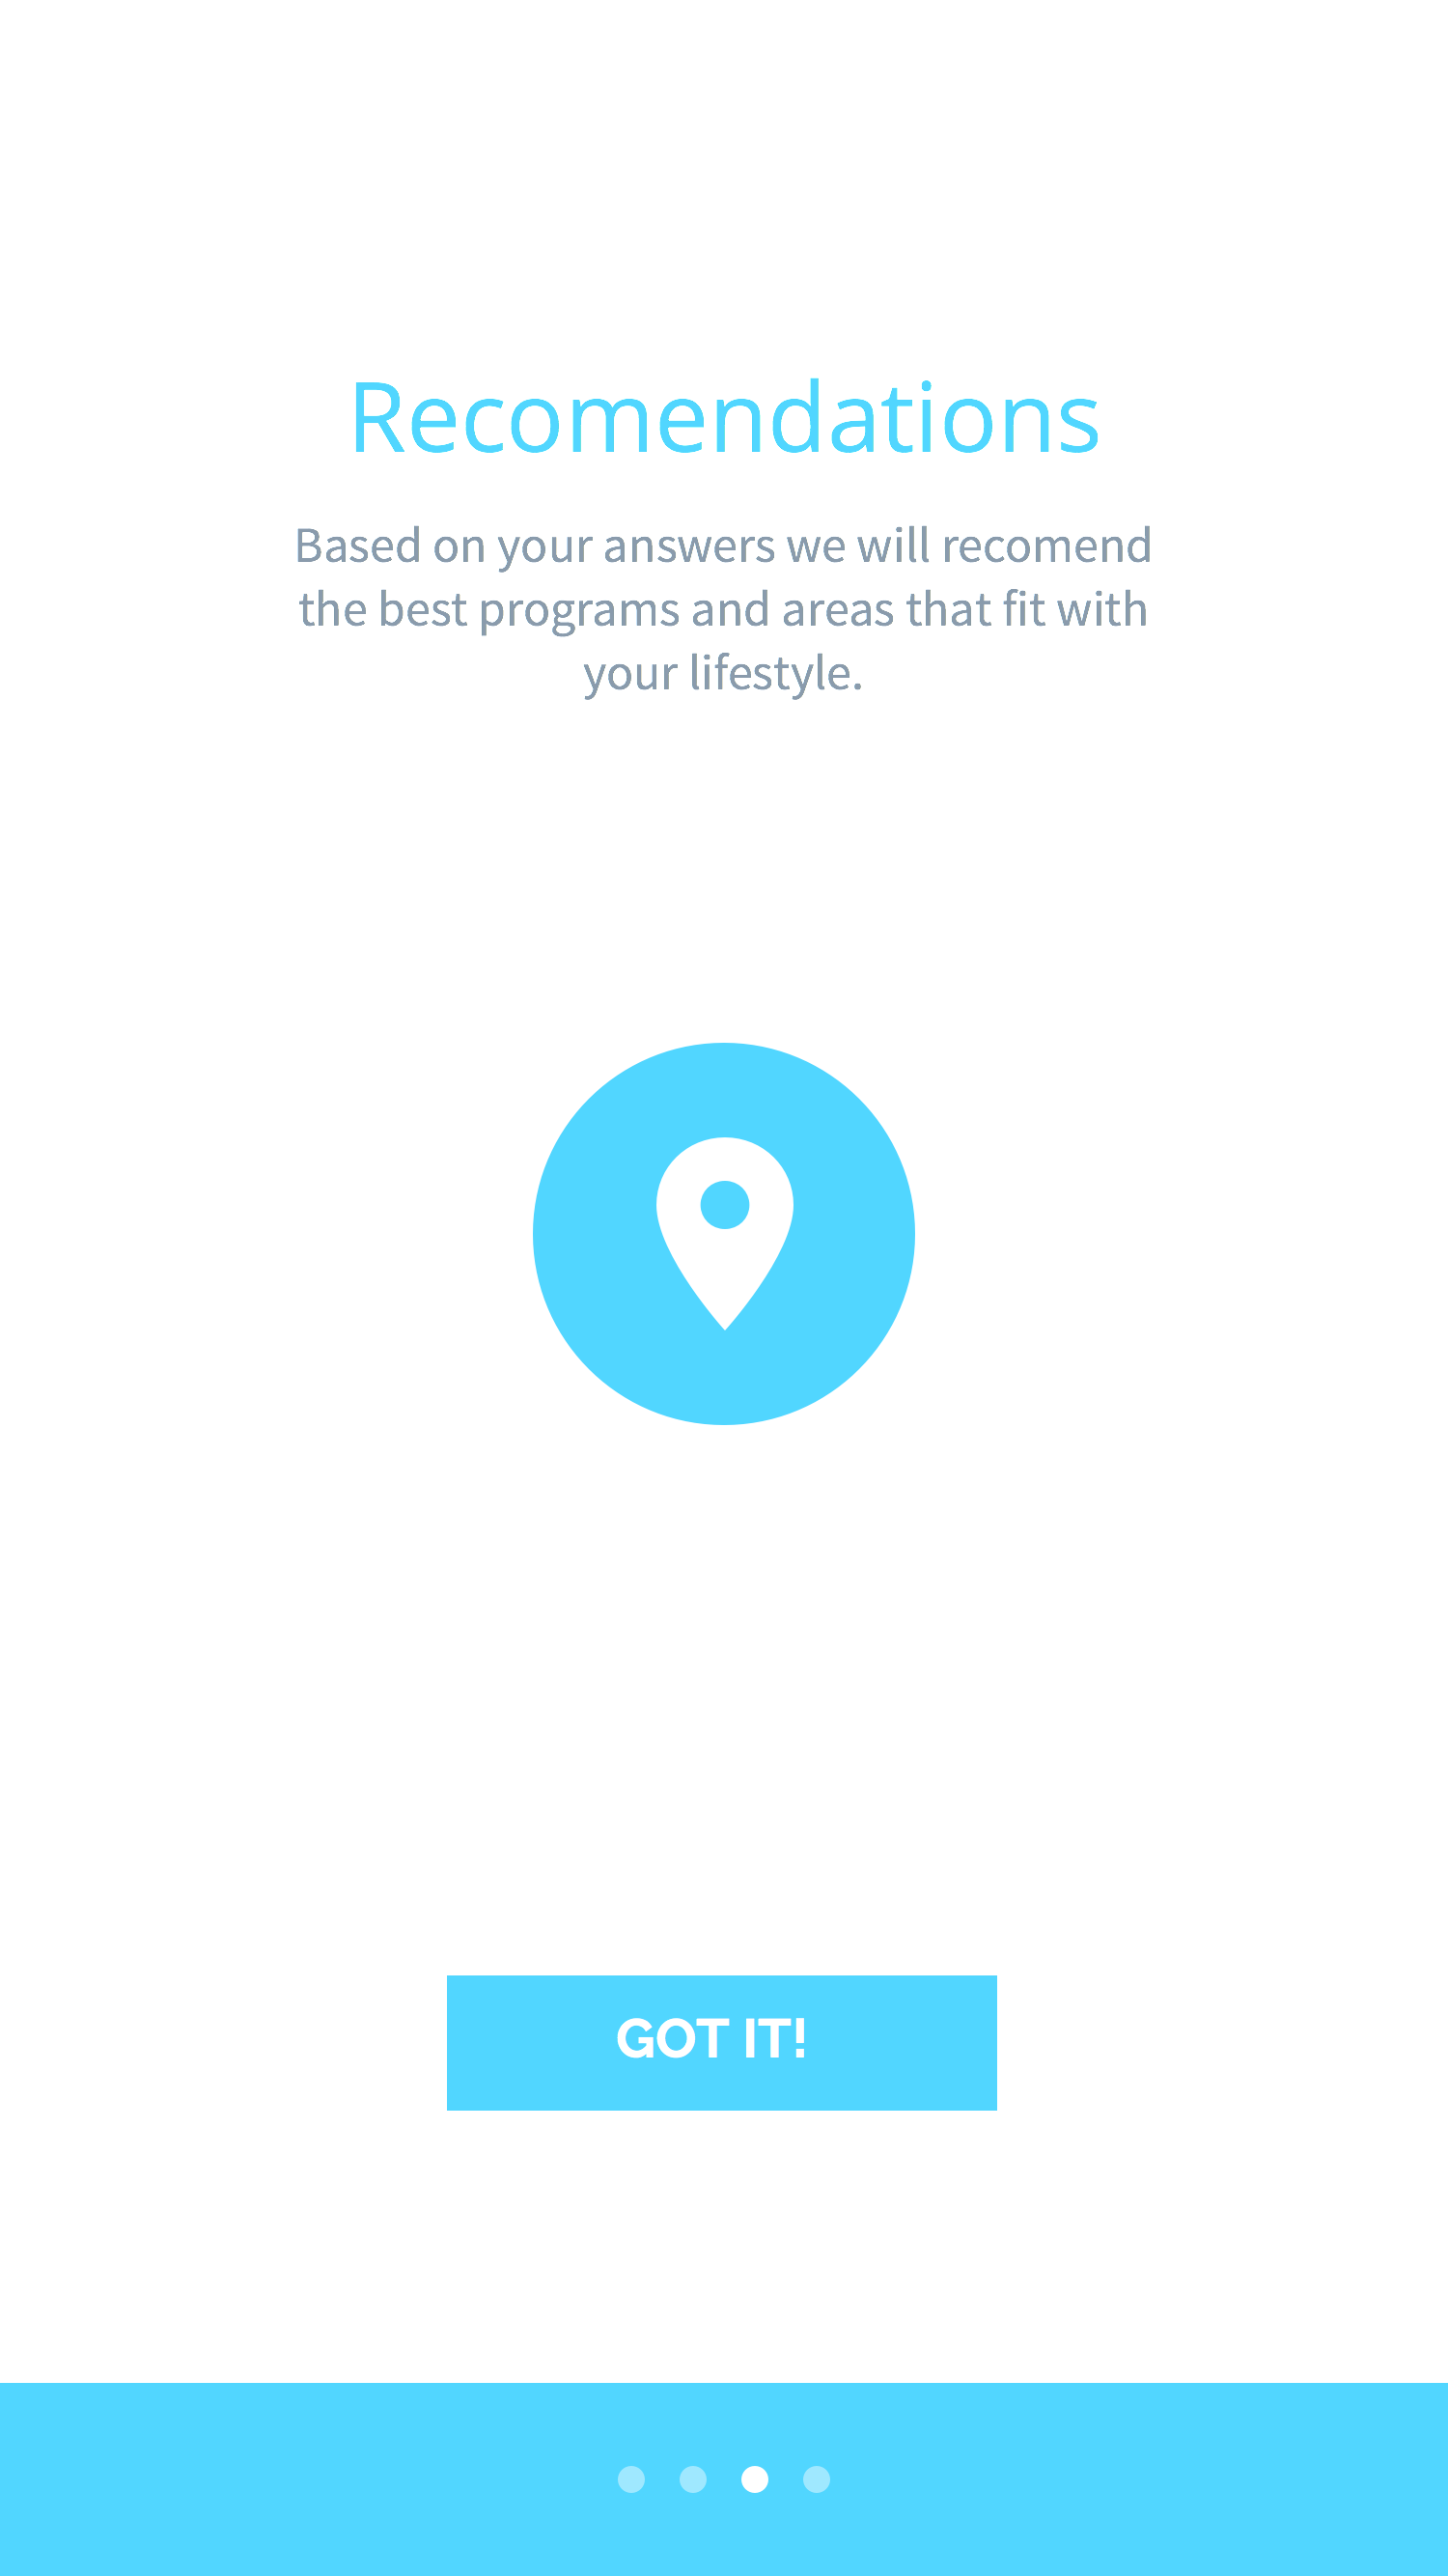 Recomendations
Based on your answers we will recomend
the best programs and areas that fit with
your lifestyle.
GOT IT!